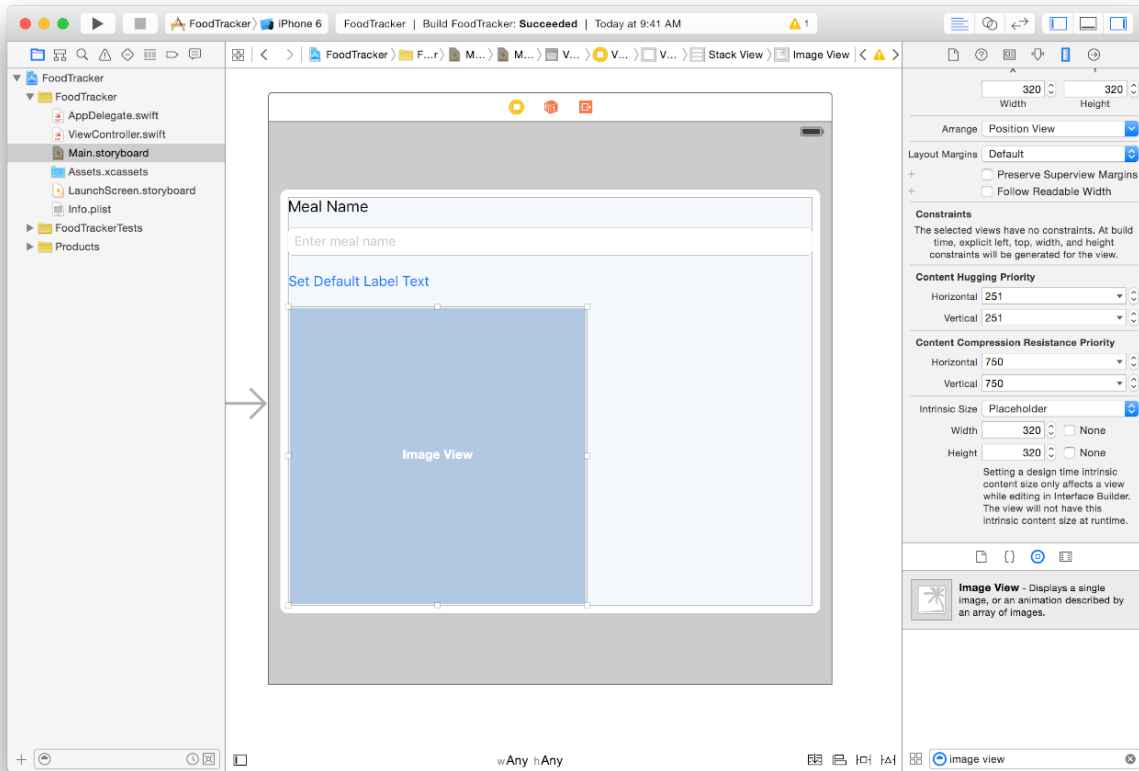 FoodTracker iPhone 6
FoodTracker | Build FoodTracker: Succeeded | Today at 9:41 AM
1
FoodTracker F...r M... M... V... V... V... Stack View Image View
FoodTracker
FoodTracker
AppDelegate.swift
ViewController.swift
Main.storyboard
Assets.xcassets
LaunchScreen.storyboard
Info.plist
FoodTrackerTests
Products
Meal Name
Enter meal name
Set Default Label Text
Image View
wAny hAny
320 320
Width Height
Arrange Position View
Layout Margins Default
+ Preserve Superview Margins
+ Follow Readable Width
Constraints
The selected views have no constraints. At build
time, explicit left, top, width, and height
constraints will be generated for the view.
Content Hugging Priority
Horizontal 251
Vertical 251
Content Compression Resistance Priority
Horizontal 750
Vertical 750
Intrinsic Size Placeholder
Width 320 None
Height 320 None
Setting a design time intrinsic
content size only affects a view
while editing in Interface Builder.
The view will not have this
intrinsic content size at runtime.
{}
Image View - Displays a single
image, or an animation described by
an array of images.
image view